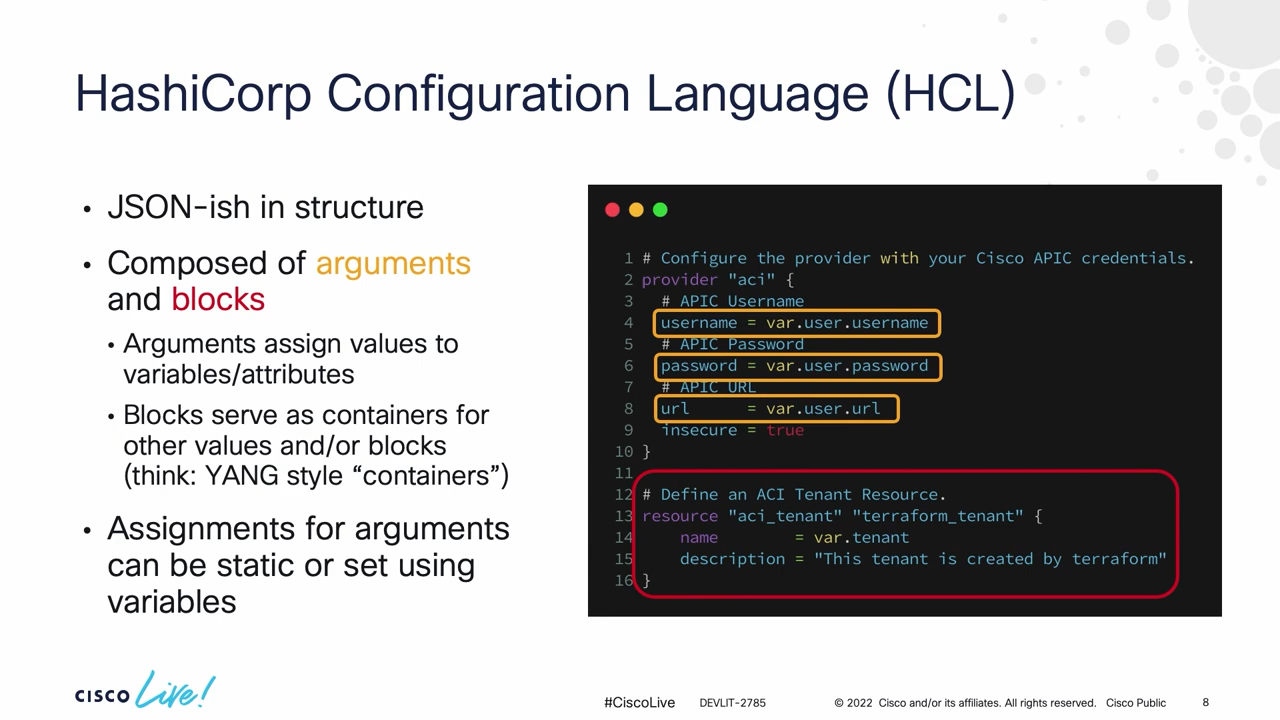 HashiCorp Configuration Language (HCL)
• JSON-ish in structure
• Composed of arguments
and blocks
• Arguments assign values to
variables/attributes
• Blocks serve as containers for
other values and/or blocks
(think: YANG style “containers”)
• Assignments for arguments
can be static or set using
variables
1 # Configure the provider with your Cisco APIC credentials.
2 provider "aci" {
3   # APIC Username
4   username = var.user.username
5   # APIC Password
6   password = var.user.password
7   # APIC URL
8   url      = var.user.url
9   insecure = true
10 }
11
12 # Define an ACI Tenant Resource.
13 resource "aci_tenant" "terraform_tenant" {
14     name        = var.tenant
15     description = "This tenant is created by terraform"
16 }
CISCO Live!
#CiscoLive DEVLIT-2785 © 2022 Cisco and/or its affiliates. All rights reserved. Cisco Public 8